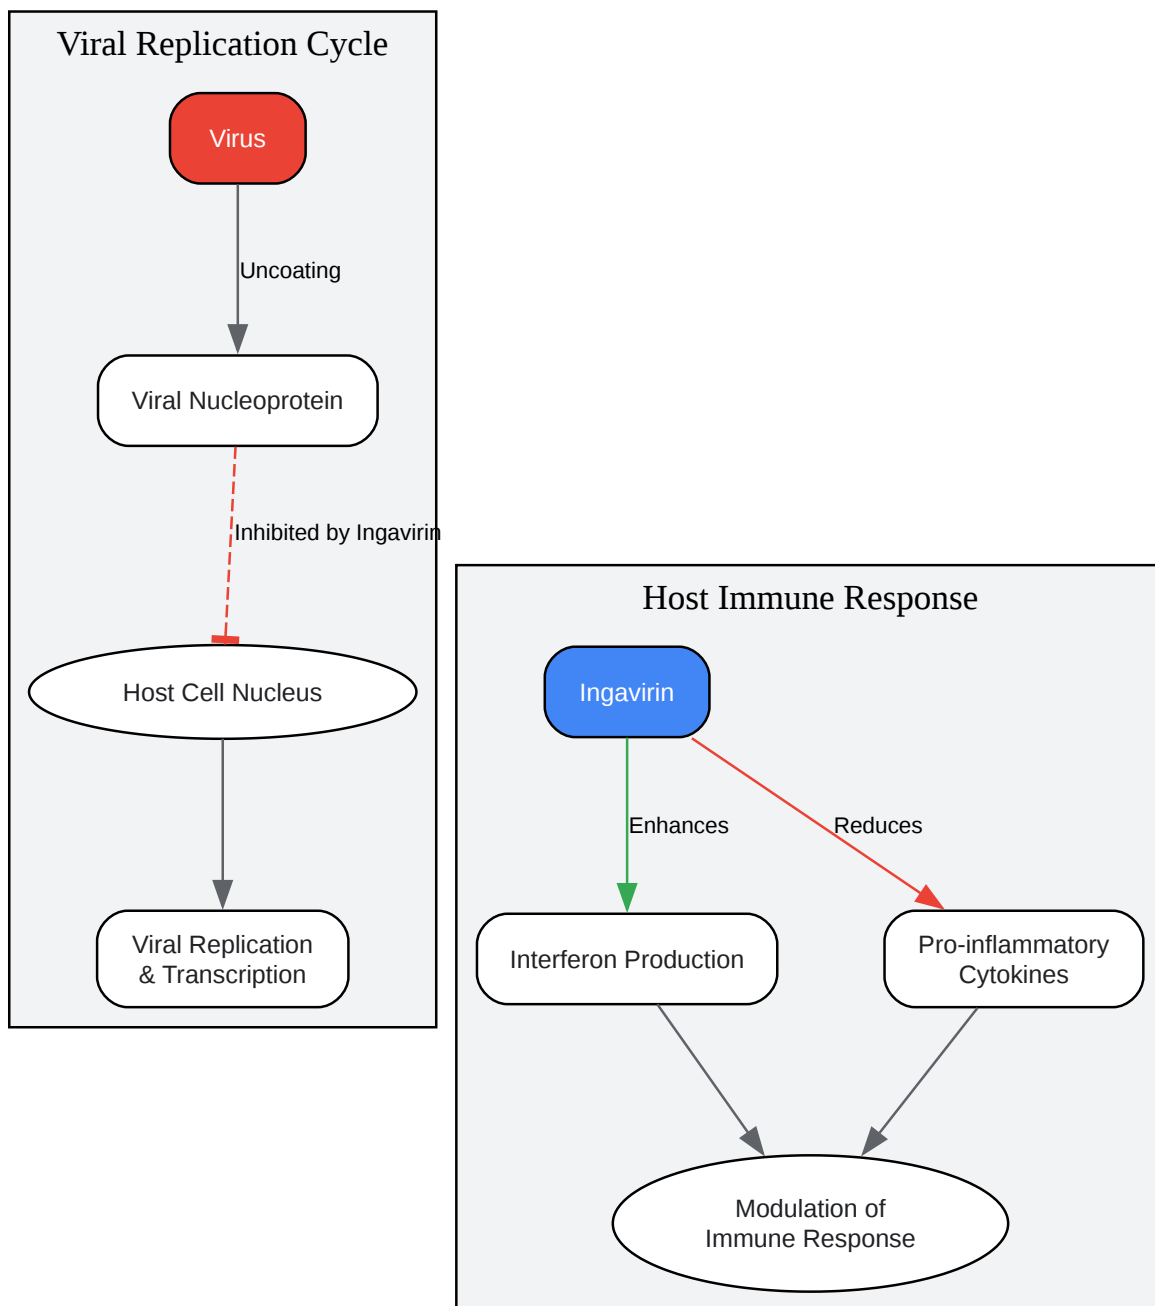 Viral Replication Cycle
Virus
Uncoating
Viral Nucleoprotein
Inhibited by Ingavirin
Host Cell Nucleus
Viral Replication
& Transcription
Host Immune Response
Ingavirin
Enhances
Reduces
Interferon Production
Pro-inflammatory
Cytokines
Modulation of
Immune Response